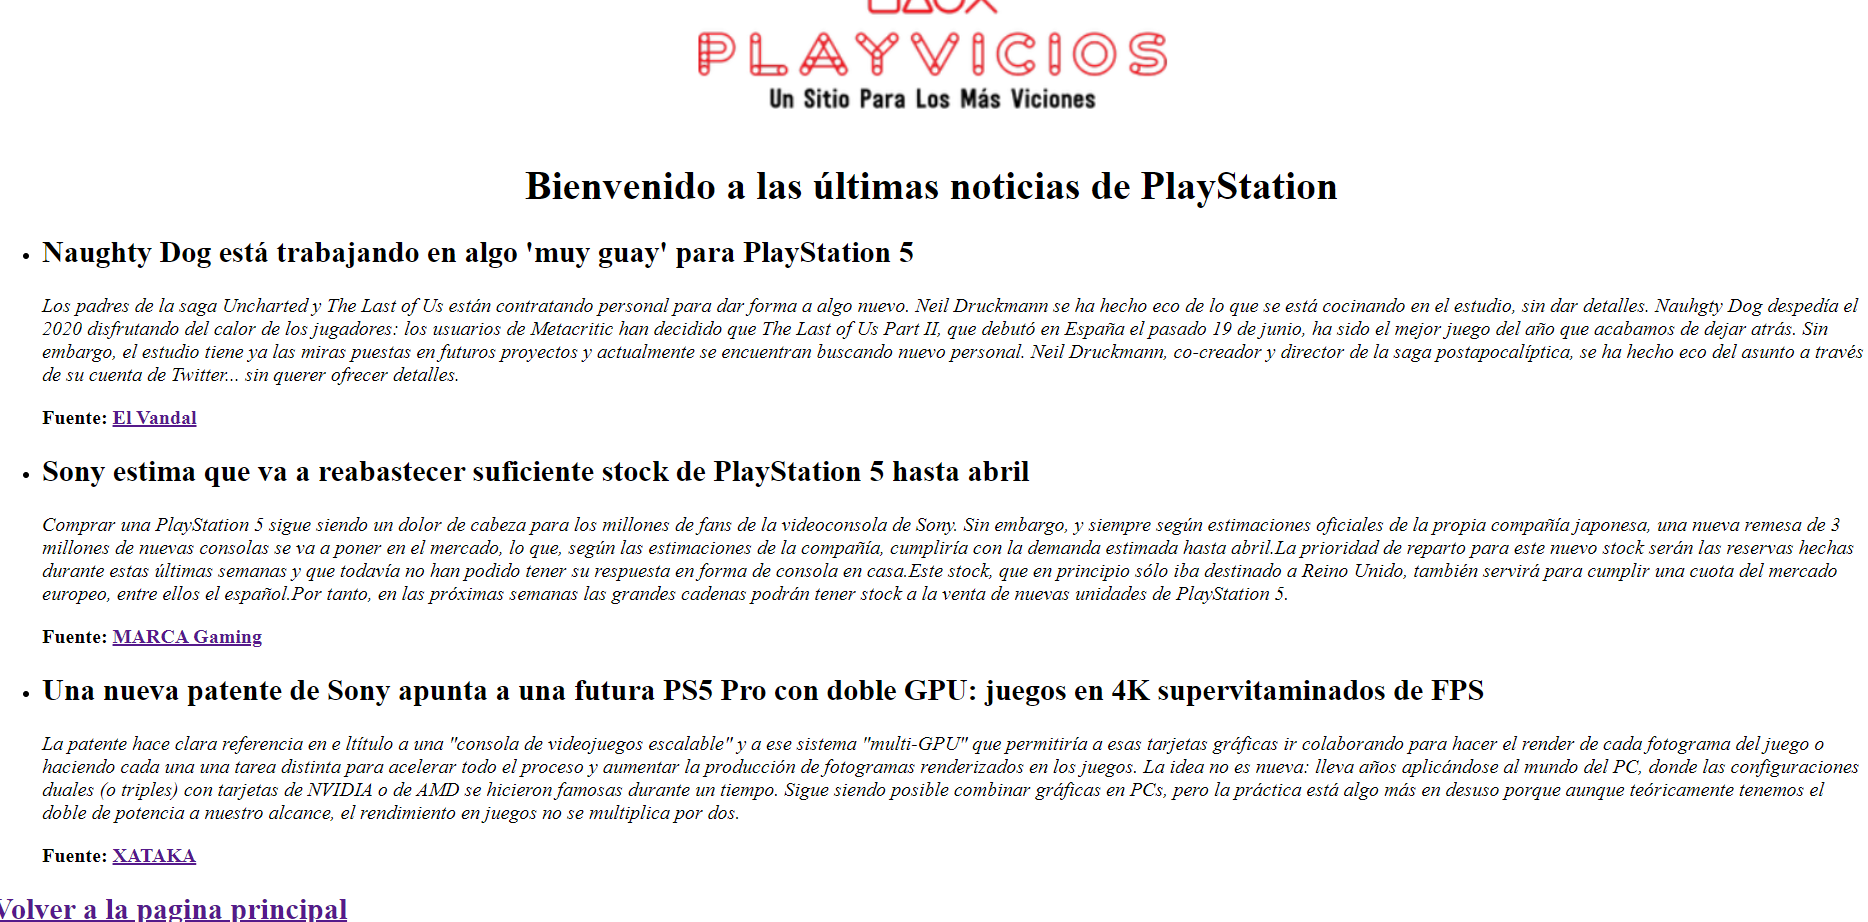 PLAYVICIOS
Un Sitio Para Los Más Viciones
Bienvenido a las últimas noticias de PlayStation
Naughty Dog está trabajando en algo 'muy guay' para PlayStation 5
Los padres de la saga Uncharted y The Last of Us están contratando personal para dar forma a algo nuevo. Neil Druckmann se ha hecho eco de lo que se está cocinando en el estudio, sin dar detalles. Nauhgty Dog despedía el
2020 disfrutando del calor de los jugadores: los usuarios de Metacritic han decidido que The Last of Us Part II, que debutó en España el pasado 19 de junio, ha sido el mejor juego del año que acabamos de dejar atrás. Sin
embargo, el estudio tiene ya las miras puestas en futuros proyectos y actualmente se encuentran buscando nuevo personal. Neil Druckmann, co-creador y director de la saga postapocalíptica, se ha hecho eco del asunto a través
de su cuenta de Twitter... sin querer ofrecer detalles.
Fuente: El Vandal
Sony estima que va a reabastecer suficiente stock de PlayStation 5 hasta abril
Comprar una PlayStation 5 sigue siendo un dolor de cabeza para los millones de fans de la videoconsola de Sony. Sin embargo, y siempre según estimaciones oficiales de la propia compañía japonesa, una nueva remesa de 3
millones de nuevas consolas se va a poner en el mercado, lo que, según las estimaciones de la compañía, cumpliría con la demanda estimada hasta abril.La prioridad de reparto para este nuevo stock serán las reservas hechas
durante estas últimas semanas y que todavía no han podido tener su respuesta en forma de consola en casa.Este stock, que en principio sólo iba destinado a Reino Unido, también servirá para cumplir una cuota del mercado
europeo, entre ellos el español.Por tanto, en las próximas semanas las grandes cadenas podrán tener stock a la venta de nuevas unidades de PlayStation 5.
Fuente: MARCA Gaming
Una nueva patente de Sony apunta a una futura PS5 Pro con doble GPU: juegos en 4K supervitaminados de FPS
La patente hace clara referencia en e ltítulo a una "consola de videojuegos escalable" y a ese sistema "multi-GPU" que permitiría a esas tarjetas gráficas ir colaborando para hacer el render de cada fotograma del juego o
haciendo cada una una tarea distinta para acelerar todo el proceso y aumentar la producción de fotogramas renderizados en los juegos. La idea no es nueva: lleva años aplicándose al mundo del PC, donde las configuraciones
duales (o triples) con tarjetas de NVIDIA o de AMD se hicieron famosas durante un tiempo. Sigue siendo posible combinar gráficas en PCs, pero la práctica está algo más en desuso porque aunque teóricamente tenemos el
doble de potencia a nuestro alcance, el rendimiento en juegos no se multiplica por dos.
Fuente: XATAKA
Volver a la pagina principal